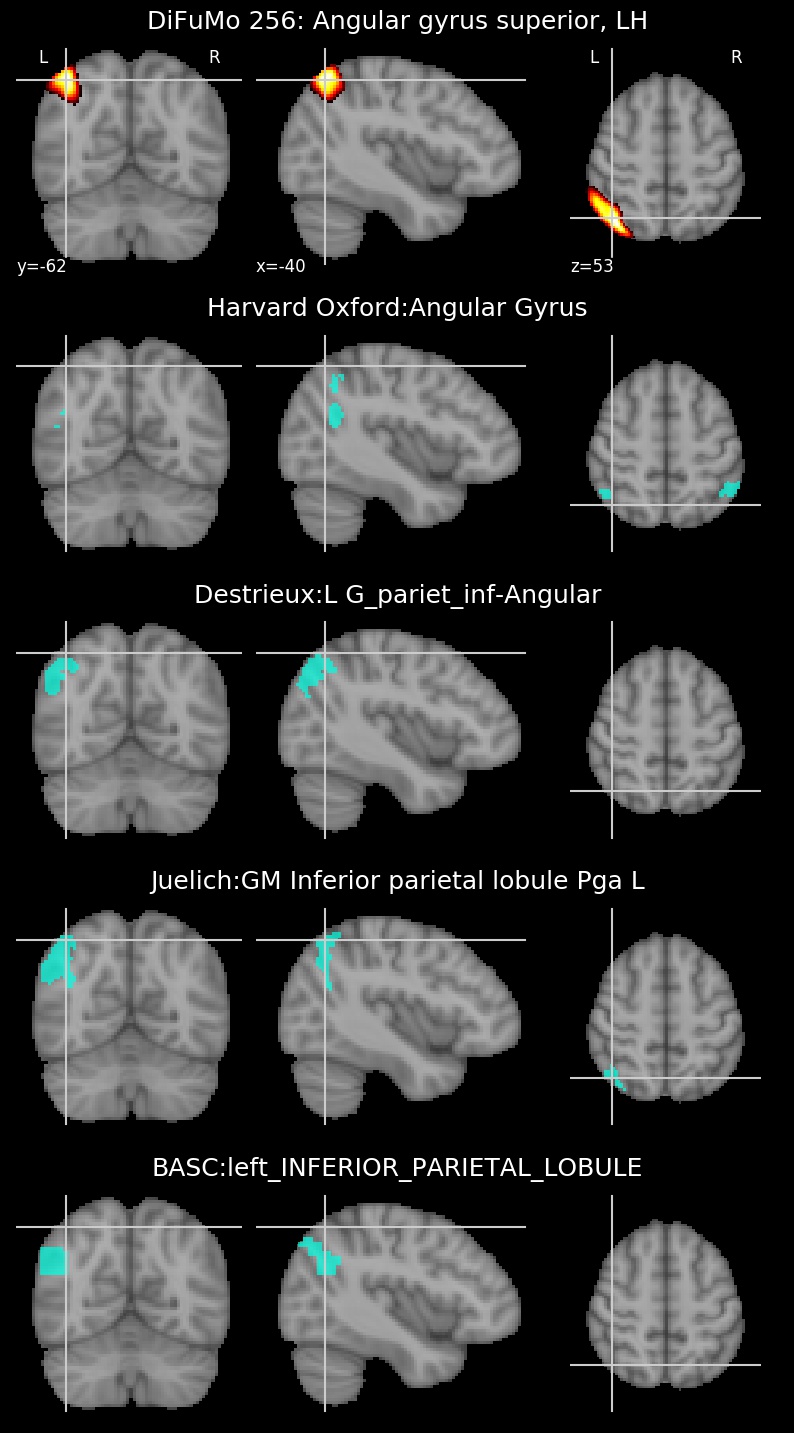 DiFuMo 256: Angular gyrus superior, LH
L R L R
y=-62 x=-40 z=53
Harvard Oxford:Angular Gyrus
Destrieux:L G_pariet_inf-Angular
Juelich:GM Inferior parietal lobule Pga L
BASC:left_INFERIOR_PARIETAL_LOBULE